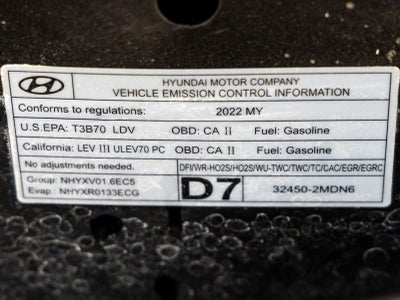 HYUNDAI MOTOR COMPANY
VEHICLE EMISSION CONTROL INFORMATION
Conforms to regulations: 2022 MY
U.S.EPA: T3B70 LDV OBD: CA II Fuel: Gasoline
California: LEV III ULEV70 PC OBD: CA II Fuel: Gasoline
No adjustments needed. DFI/WR-HO2S/HO2S/WU-TWC/TWC/TC/CAC/EGR/EGRC
Group: NHYXV01.6EC5
Evap: NHYXR0133ECG
D7
32450-2MDN6